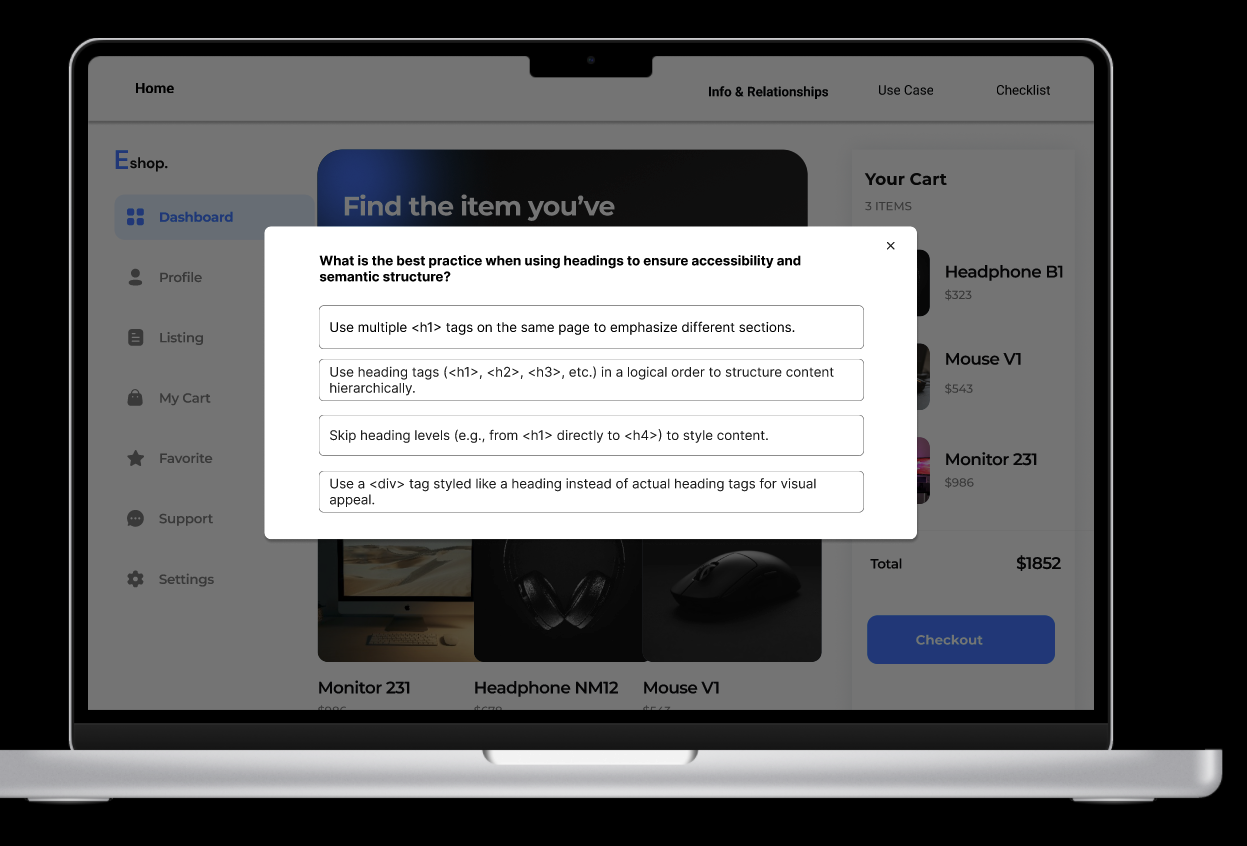 Home
Info & Relationships
Use Case
Checklist
Eshop.
Dashboard
Profile
Listing
My Cart
Favorite
Support
Settings
Find the item you've
What is the best practice when using headings to ensure accessibility and
semantic structure?
Use multiple <h1> tags on the same page to emphasize different sections.
Use heading tags (<h1>, <h2>, <h3>, etc.) in a logical order to structure content
hierarchically.
Skip heading levels (e.g., from <h1> directly to <h4>) to style content.
Use a <div> tag styled like a heading instead of actual heading tags for visual
appeal.
Monitor 231
Headphone NM12
Mouse V1
Your Cart
3 ITEMS
Headphone B1
$323
Mouse V1
$543
Monitor 231
$986
Total
$1852
Checkout